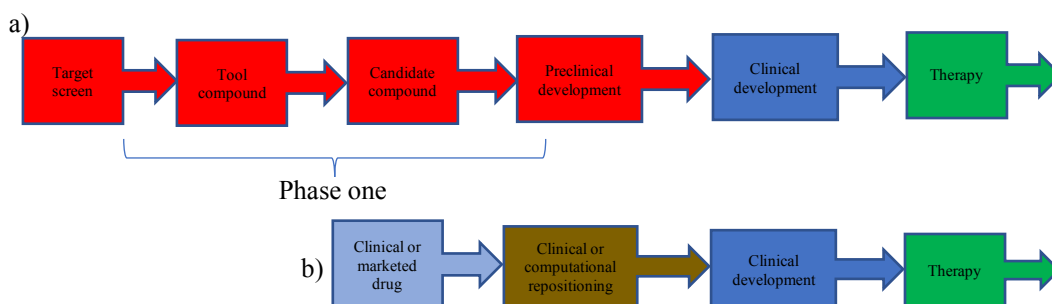 a)
Target
screen
Tool
compound
Candidate
compound
Preclinical
development
Clinical
development
Therapy
Phase one
b)
Clinical or
marketed
drug
Clinical or
computational
repositioning
Clinical
development
Therapy